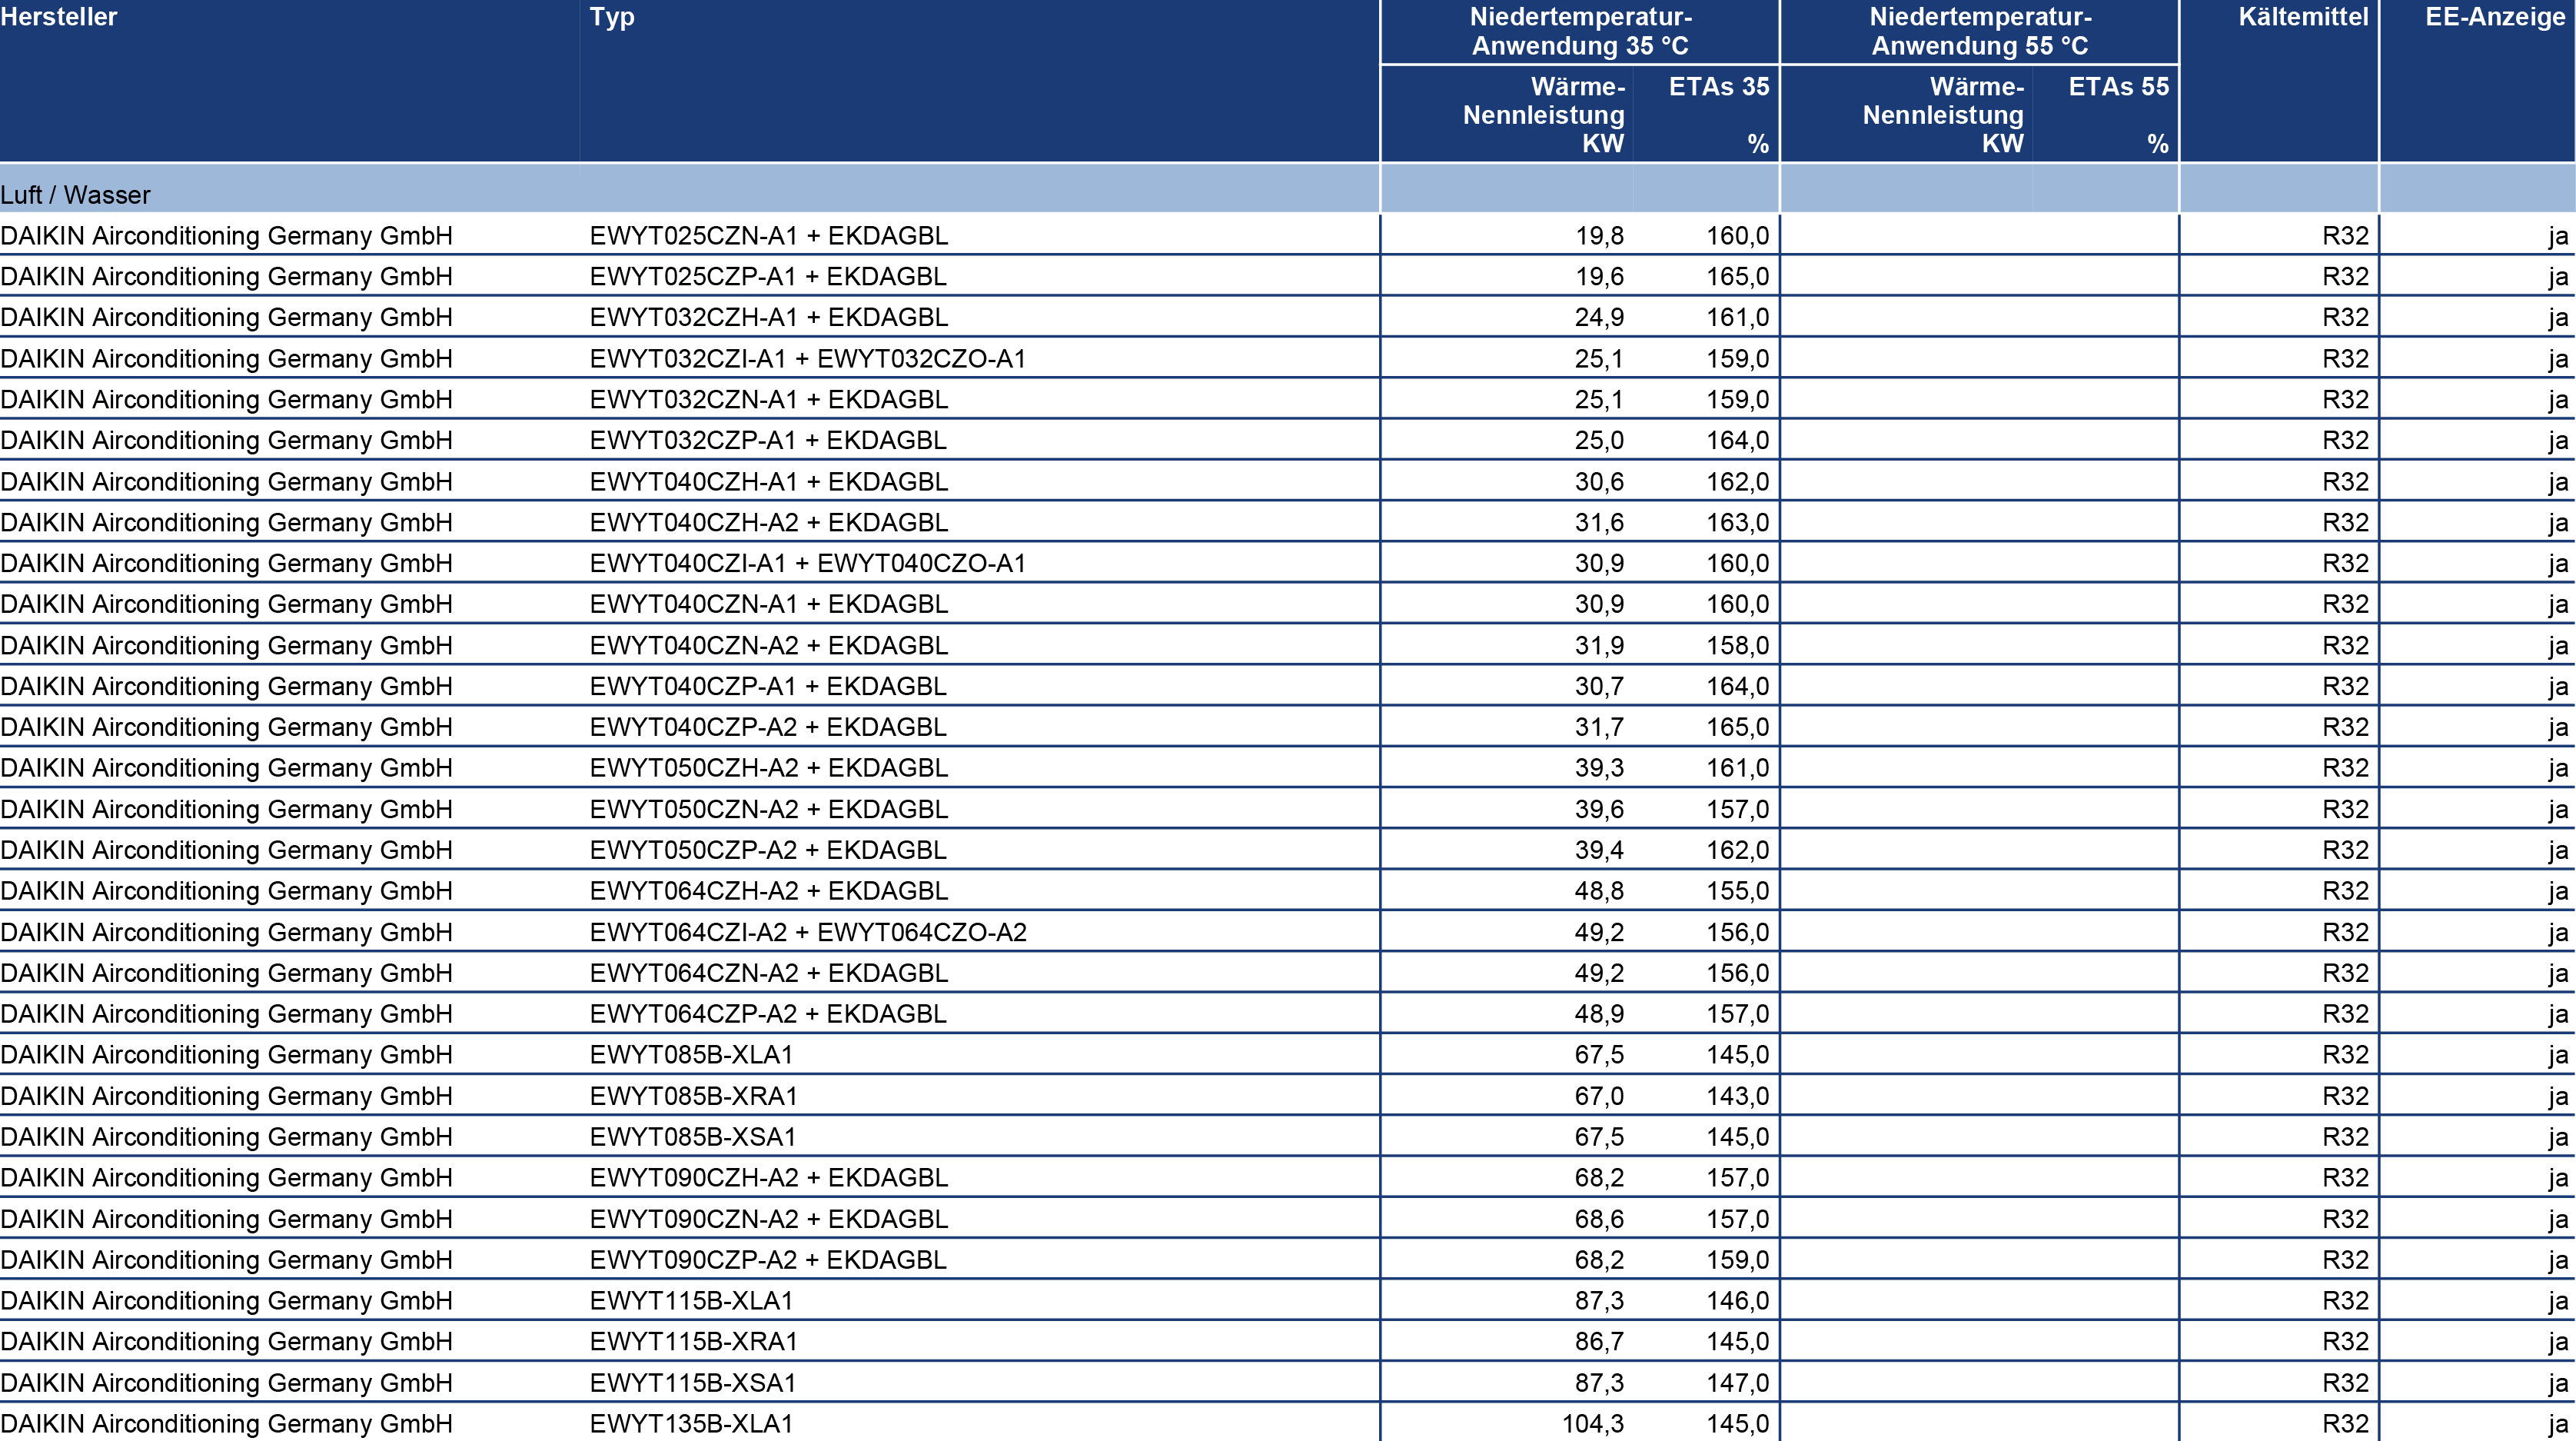 Hersteller Typ Niedertemperatur- Niedertemperatur- Kältemittel EE-Anzeige
Anwendung 35 °C Anwendung 55 °C
Wärme- ETAs 35 Wärme- ETAs 55
Nennleistung Nennleistung
KW % KW %
Luft / Wasser
DAIKIN Airconditioning Germany GmbH EWYT025CZN-A1 + EKDAGBL 19,8 160,0 R32 ja
DAIKIN Airconditioning Germany GmbH EWYT025CZP-A1 + EKDAGBL 19,6 165,0 R32 ja
DAIKIN Airconditioning Germany GmbH EWYT032CZH-A1 + EKDAGBL 24,9 161,0 R32 ja
DAIKIN Airconditioning Germany GmbH EWYT032CZI-A1 + EWYT032CZO-A1 25,1 159,0 R32 ja
DAIKIN Airconditioning Germany GmbH EWYT032CZN-A1 + EKDAGBL 25,1 159,0 R32 ja
DAIKIN Airconditioning Germany GmbH EWYT032CZP-A1 + EKDAGBL 25,0 164,0 R32 ja
DAIKIN Airconditioning Germany GmbH EWYT040CZH-A1 + EKDAGBL 30,6 162,0 R32 ja
DAIKIN Airconditioning Germany GmbH EWYT040CZH-A2 + EKDAGBL 31,6 163,0 R32 ja
DAIKIN Airconditioning Germany GmbH EWYT040CZI-A1 + EWYT040CZO-A1 30,9 160,0 R32 ja
DAIKIN Airconditioning Germany GmbH EWYT040CZN-A1 + EKDAGBL 30,9 160,0 R32 ja
DAIKIN Airconditioning Germany GmbH EWYT040CZN-A2 + EKDAGBL 31,9 158,0 R32 ja
DAIKIN Airconditioning Germany GmbH EWYT040CZP-A1 + EKDAGBL 30,7 164,0 R32 ja
DAIKIN Airconditioning Germany GmbH EWYT040CZP-A2 + EKDAGBL 31,7 165,0 R32 ja
DAIKIN Airconditioning Germany GmbH EWYT050CZH-A2 + EKDAGBL 39,3 161,0 R32 ja
DAIKIN Airconditioning Germany GmbH EWYT050CZN-A2 + EKDAGBL 39,6 157,0 R32 ja
DAIKIN Airconditioning Germany GmbH EWYT050CZP-A2 + EKDAGBL 39,4 162,0 R32 ja
DAIKIN Airconditioning Germany GmbH EWYT064CZH-A2 + EKDAGBL 48,8 155,0 R32 ja
DAIKIN Airconditioning Germany GmbH EWYT064CZI-A2 + EWYT064CZO-A2 49,2 156,0 R32 ja
DAIKIN Airconditioning Germany GmbH EWYT064CZN-A2 + EKDAGBL 49,2 156,0 R32 ja
DAIKIN Airconditioning Germany GmbH EWYT064CZP-A2 + EKDAGBL 48,9 157,0 R32 ja
DAIKIN Airconditioning Germany GmbH EWYT085B-XLA1 67,5 145,0 R32 ja
DAIKIN Airconditioning Germany GmbH EWYT085B-XRA1 67,0 143,0 R32 ja
DAIKIN Airconditioning Germany GmbH EWYT085B-XSA1 67,5 145,0 R32 ja
DAIKIN Airconditioning Germany GmbH EWYT090CZH-A2 + EKDAGBL 68,2 157,0 R32 ja
DAIKIN Airconditioning Germany GmbH EWYT090CZN-A2 + EKDAGBL 68,6 157,0 R32 ja
DAIKIN Airconditioning Germany GmbH EWYT090CZP-A2 + EKDAGBL 68,2 159,0 R32 ja
DAIKIN Airconditioning Germany GmbH EWYT115B-XLA1 87,3 146,0 R32 ja
DAIKIN Airconditioning Germany GmbH EWYT115B-XRA1 86,7 145,0 R32 ja
DAIKIN Airconditioning Germany GmbH EWYT115B-XSA1 87,3 147,0 R32 ja
DAIKIN Airconditioning Germany GmbH EWYT135B-XLA1 104,3 145,0 R32 ja